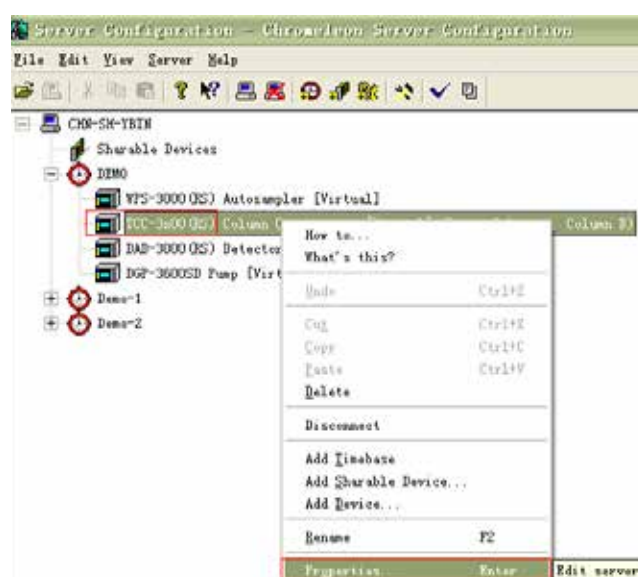 Server Configuration - Chromeleon Server Configuration
File Edit View Server Help
CHN-SH-YBIN
Sharable Devices
DEMO
WPS-3000(RS) Autosampler [Virtual]
TCC-3x00(RS) Column Column B)
DAD-3000(RS) Detector
DGP-3600SD Pump [Virt
Demo-1
Demo-2
How to...
What's this?
Undo Ctrl+Z
Cut Ctrl+X
Copy Ctrl+C
Paste Ctrl+V
Delete
Disconnect
Add Timebase
Add Sharable Device...
Add Device...
Rename F2
Properties Enter
Edit server